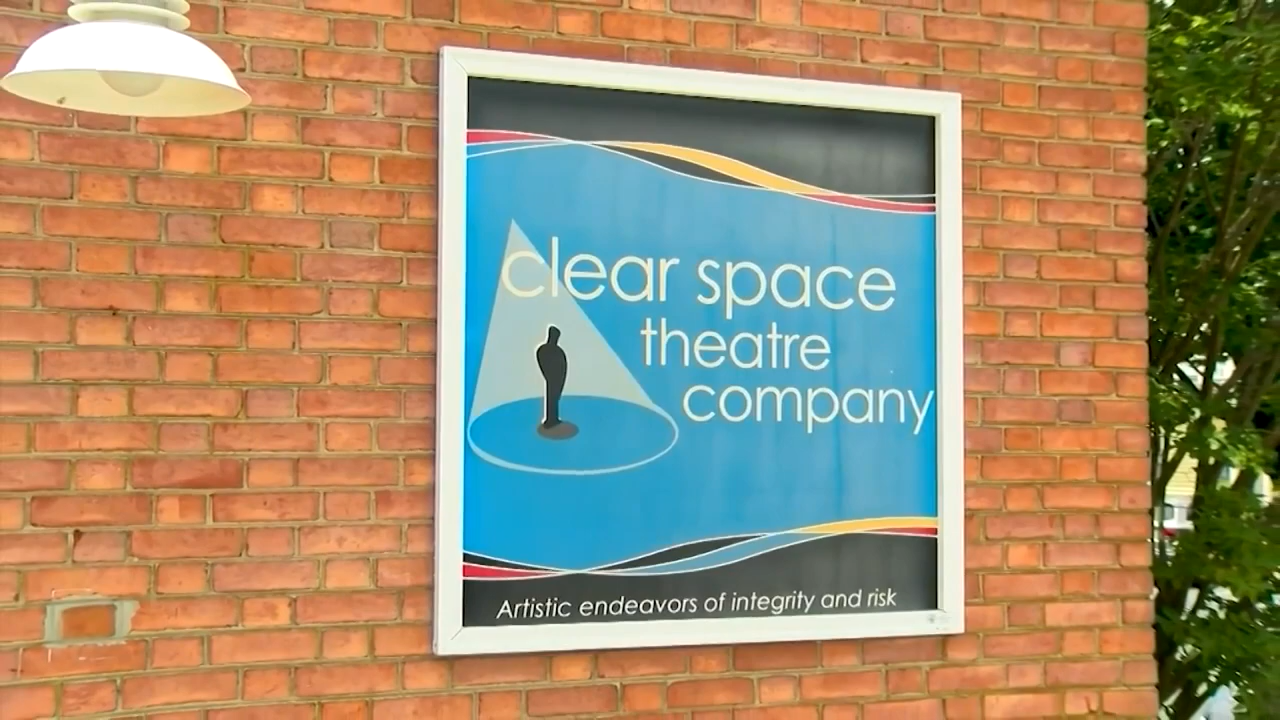 clear space
theatre
company
Artistic endeavors of integrity and risk